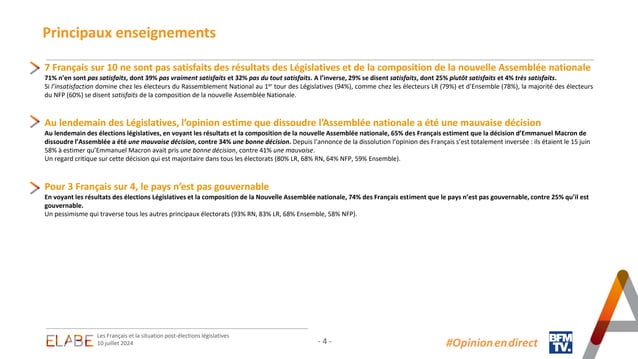 Principaux enseignements
7 Français sur 10 ne sont pas satisfaits des résultats des Législatives et de la composition de la nouvelle Assemblée nationale
71% n’en sont pas satisfaits, dont 39% pas vraiment satisfaits et 32% pas du tout satisfaits. A l’inverse, 29% se disent satisfaits, dont 25% plutôt satisfaits et 4% très satisfaits.
Si l’insatisfaction domine chez les électeurs du Rassemblement National au 1er tour des Législatives (94%), comme chez les électeurs LR (79%) et d’Ensemble (78%), la majorité des électeurs
du NFP (60%) se disent satisfaits de la composition de la nouvelle Assemblée Nationale.
Au lendemain des Législatives, l’opinion estime que dissoudre l’Assemblée nationale a été une mauvaise décision
Au lendemain des élections législatives, en voyant les résultats et la composition de la nouvelle Assemblée nationale, 65% des Français estiment que la décision d’Emmanuel Macron de
dissoudre l’Assemblée a été une mauvaise décision, contre 34% une bonne décision. Depuis l’annonce de la dissolution l’opinion des Français s’est totalement inversée : ils étaient le 15 juin
58% à estimer qu’Emmanuel Macron avait pris une bonne décision, contre 41% une mauvaise.
Un regard critique sur cette décision qui est majoritaire dans tous les électorats (80% LR, 68% RN, 64% NFP, 59% Ensemble).
Pour 3 Français sur 4, le pays n’est pas gouvernable
En voyant les résultats des élections Législatives et la composition de la Nouvelle Assemblée nationale, 74% des Français estiment que le pays n’est pas gouvernable, contre 25% qu’il est
gouvernable.
Un pessimisme qui traverse tous les autres principaux électorats (93% RN, 83% LR, 68% Ensemble, 58% NFP).
ELABE
Les Français et la situation post-élections législatives
10 juillet 2024
- 4 -
#Opinion en direct
BFM
TV.